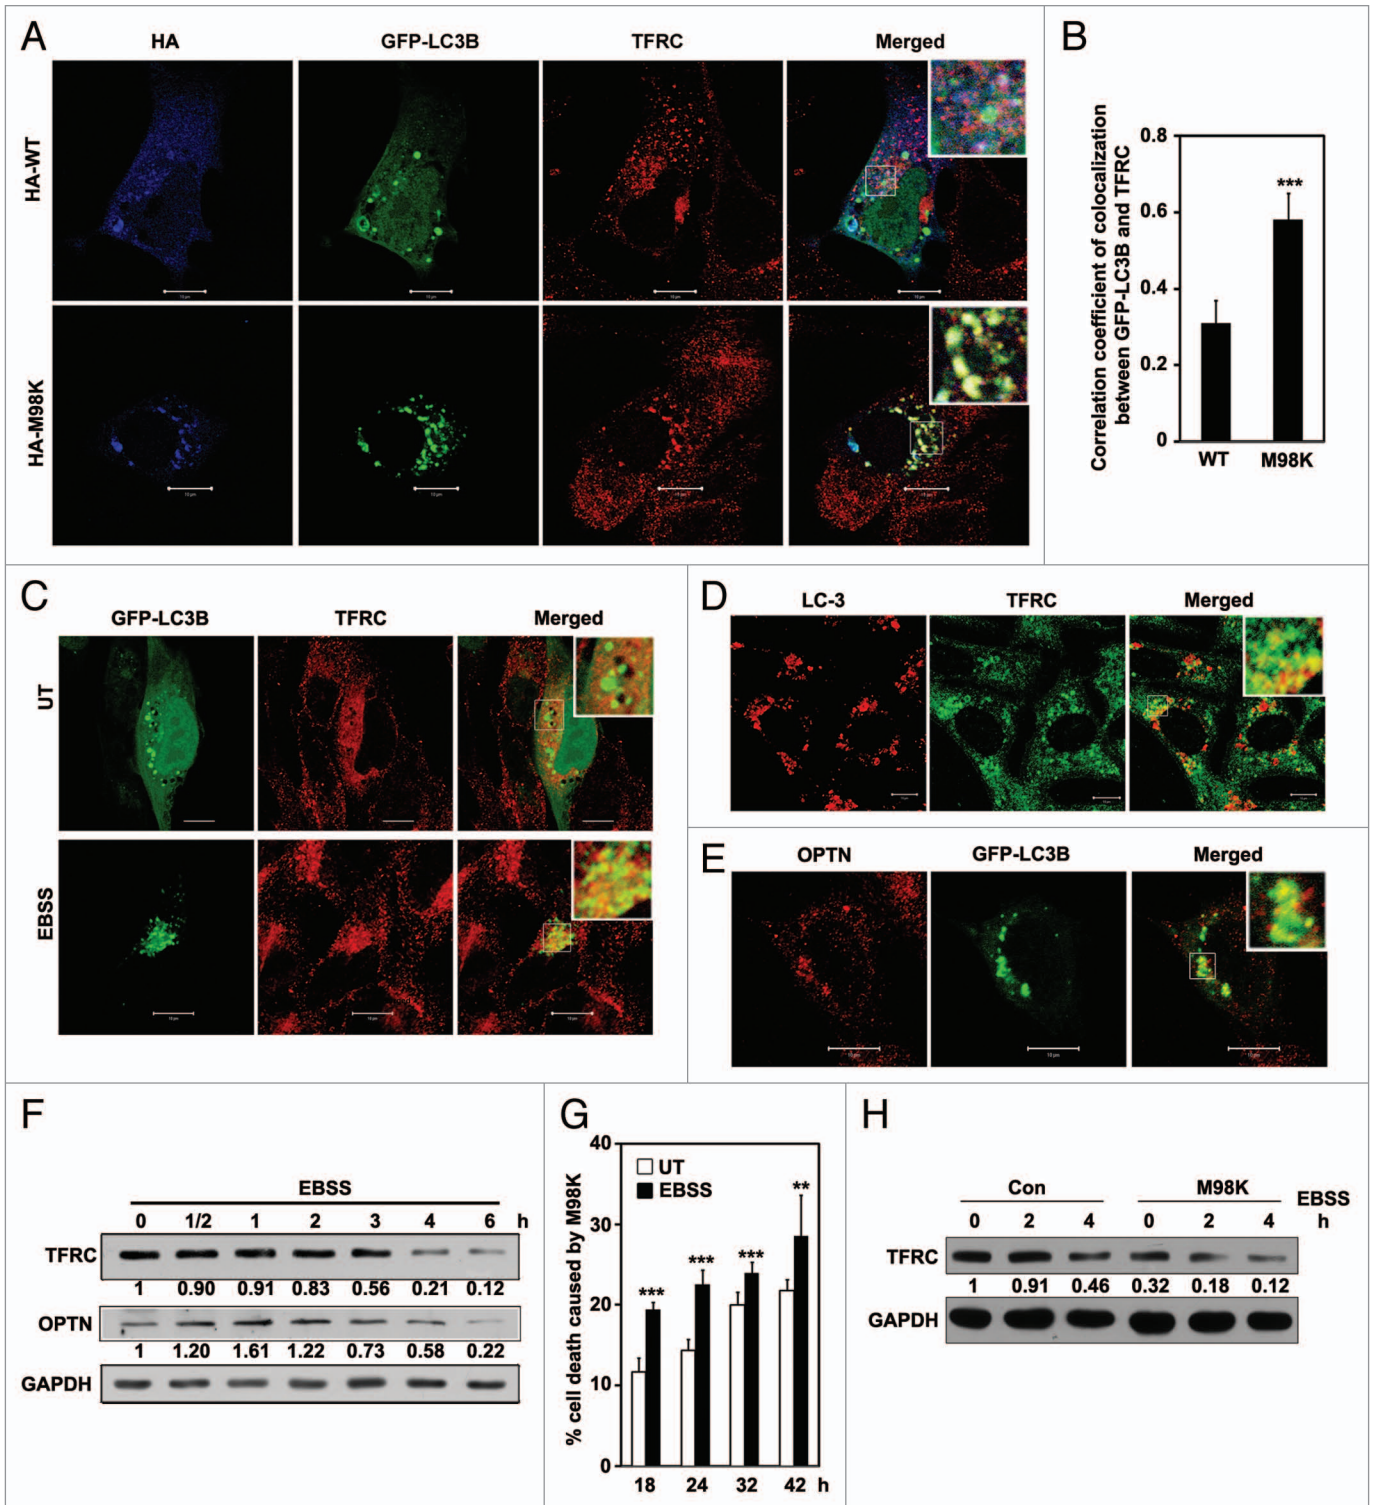 A
HA GFP-LC3B TFRC Merged
HA-WT
HA-M98K
B
Correlation coefficient of colocalization
between GFP-LC3B and TFRC
0.8
0.6
0.4
0.2
0
***
WT M98K
C
GFP-LC3B TFRC Merged
UT
EBSS
D
LC-3 TFRC Merged
E
OPTN GFP-LC3B Merged
F
EBSS
0 1/2 1 2 3 4 6 h
TFRC
1 0.90 0.91 0.83 0.56 0.21 0.12
OPTN
1 1.20 1.61 1.22 0.73 0.58 0.22
GAPDH
G
% cell death caused by M98K
40
30
20
10
0
UT
EBSS
*** *** *** **
18 24 32 42 h
H
Con M98K EBSS
0 2 4 0 2 4 h
TFRC
1 0.91 0.46 0.32 0.18 0.12
GAPDH